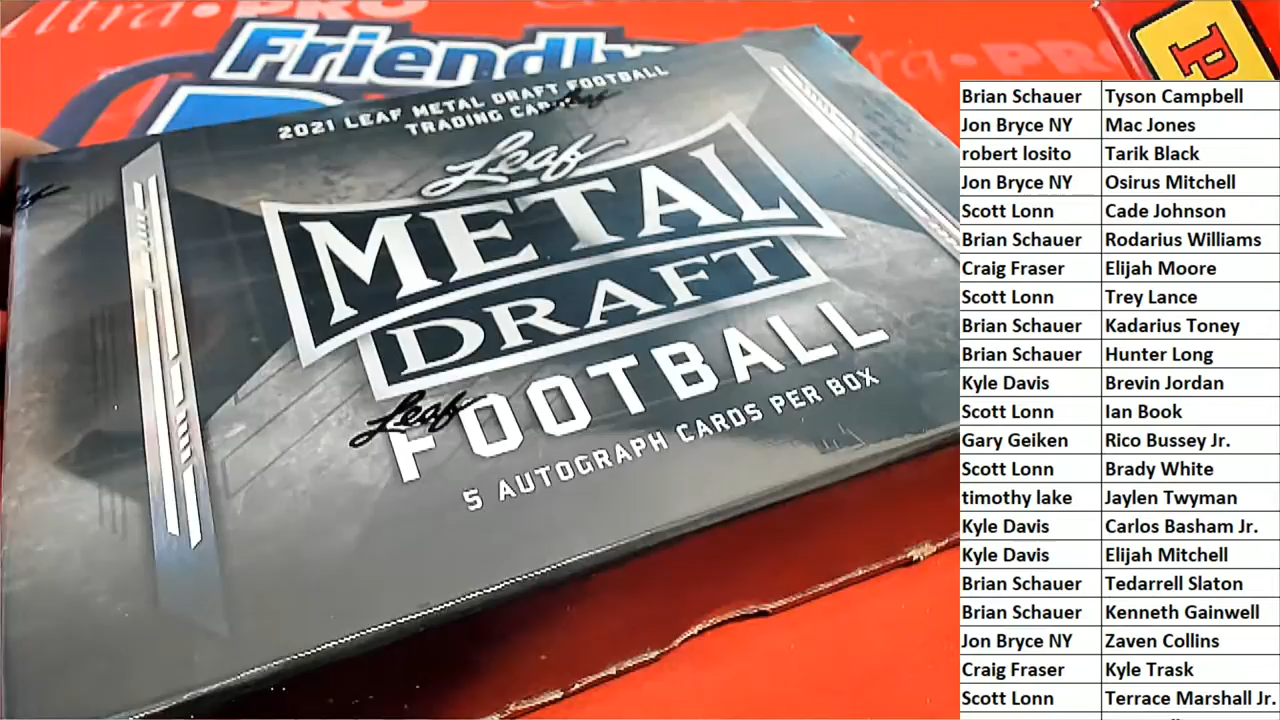 ultra•PRO
ultra•PRO
Friendly
P
2021 LEAF METAL DRAFT FOOTBALL
TRADING CARDS
Leaf
METAL
DRAFT
FOOTBALL
Leaf
5 AUTOGRAPH CARDS PER BOX
Brian Schauer Tyson Campbell
Jon Bryce NY Mac Jones
robert losito Tarik Black
Jon Bryce NY Osirus Mitchell
Scott Lonn Cade Johnson
Brian Schauer Rodarius Williams
Craig Fraser Elijah Moore
Scott Lonn Trey Lance
Brian Schauer Kadarius Toney
Brian Schauer Hunter Long
Kyle Davis Brevin Jordan
Scott Lonn Ian Book
Gary Geiken Rico Bussey Jr.
Scott Lonn Brady White
timothy lake Jaylen Twyman
Kyle Davis Carlos Basham Jr.
Kyle Davis Elijah Mitchell
Brian Schauer Tedarrell Slaton
Brian Schauer Kenneth Gainwell
Jon Bryce NY Zaven Collins
Craig Fraser Kyle Trask
Scott Lonn Terrace Marshall Jr.